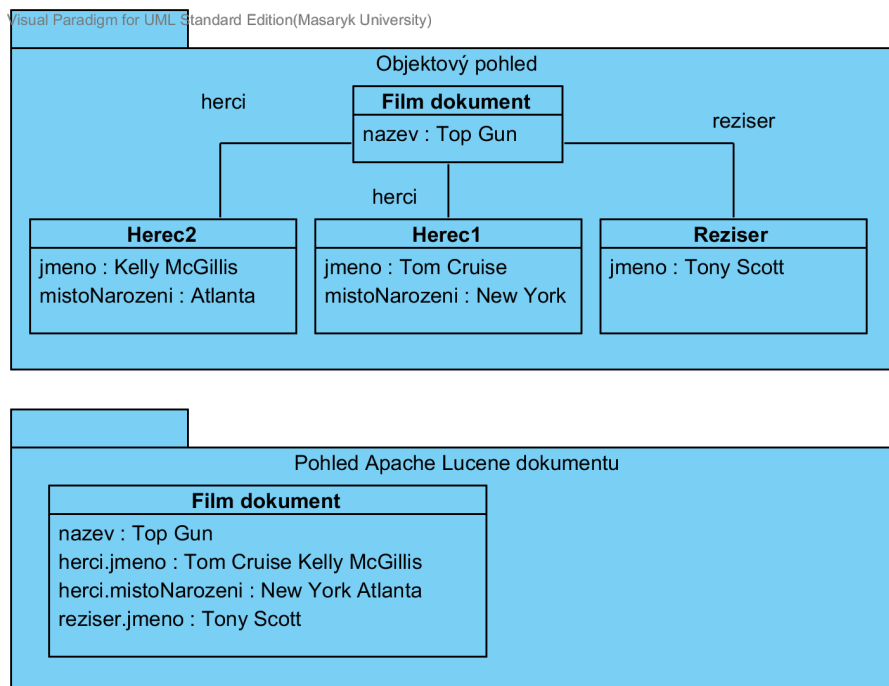 Visual Paradigm for UML Standard Edition(Masaryk University)
Objektový pohled
herci
Film dokument
nazev : Top Gun
reziser
herci
Herec2
jmeno : Kelly McGillis
mistoNarozeni : Atlanta
Herec1
jmeno : Tom Cruise
mistoNarozeni : New York
Reziser
jmeno : Tony Scott
Pohled Apache Lucene dokumentu
Film dokument
nazev : Top Gun
herci.jmeno : Tom Cruise Kelly McGillis
herci.mistoNarozeni : New York Atlanta
reziser.jmeno : Tony Scott